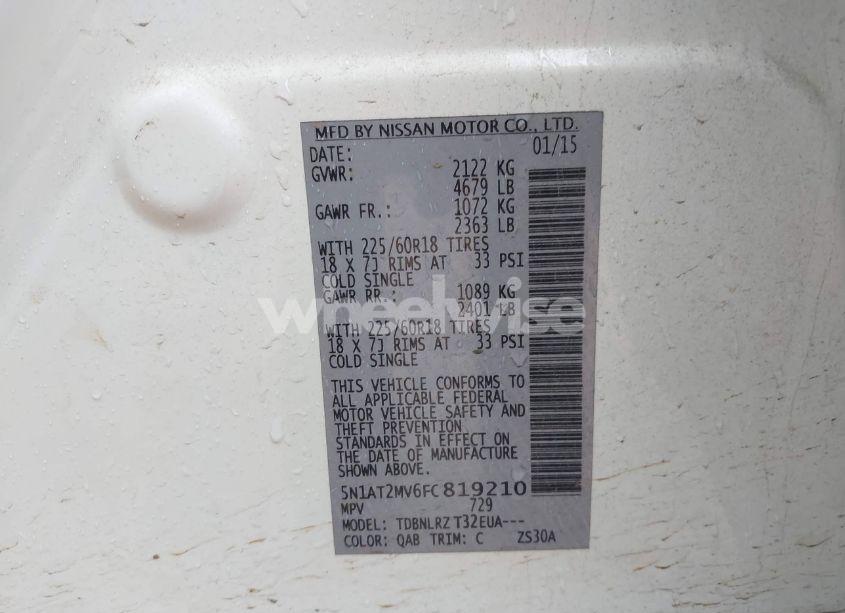 MFD BY NISSAN MOTOR CO., LTD.
DATE: 01/15
GVWR: 2122 KG
4679 LB
GAWR FR.: 1072 KG
2363 LB
WITH 225/60R18 TIRES
18 X 7J RIMS AT 33 PSI
COLD SINGLE
GAWR RR.: 1089 KG
2401 LB
WITH 225/60R18 TIRES
18 X 7J RIMS AT 33 PSI
COLD SINGLE
THIS VEHICLE CONFORMS TO
ALL APPLICABLE FEDERAL
MOTOR VEHICLE SAFETY AND
THEFT PREVENTION
STANDARDS IN EFFECT ON
THE DATE OF MANUFACTURE
SHOWN ABOVE.
5N1AT2MV6FC819210
MPV 729
MODEL: TDBNLRZ T32EUA---
COLOR: QAB TRIM: C ZS30A
wheelwise